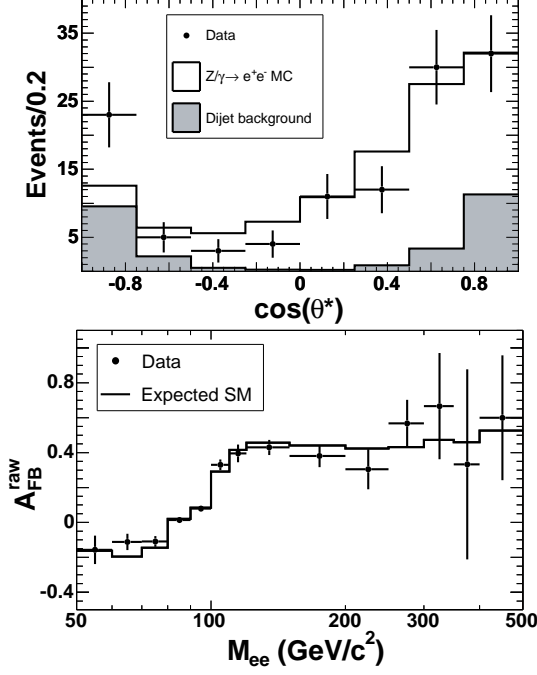 35
25
15
5
Events/0.2
Data
Z/γ→ e⁺e⁻ MC
Dijet background
-0.8 -0.4 0 0.4 0.8
cos(θ*)
0.8
0.4
0
-0.4
A_FB^raw
Data
Expected SM
50 100 200 300 500
M_ee (GeV/c²)